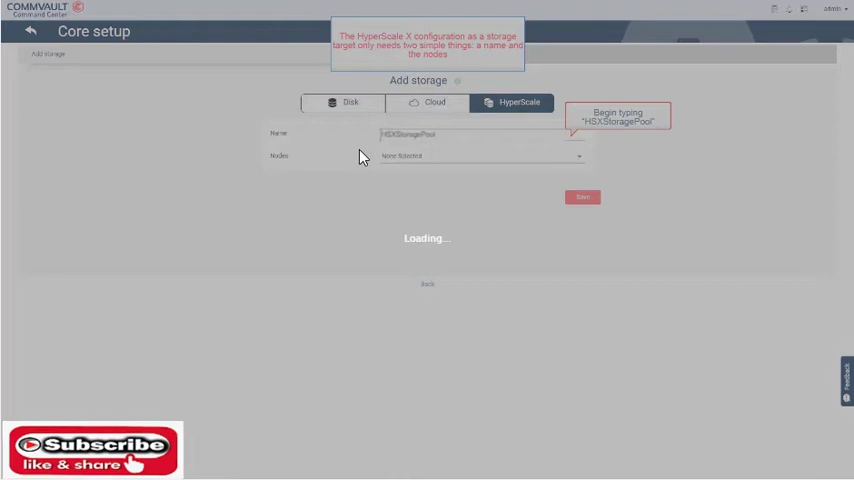 COMMVAULT
Command Center
admin
Core setup
The HyperScale X configuration as a storage
target only needs two simple things: a name and
the nodes
Add storage
Add storage
Disk
Cloud
HyperScale
Begin typing
"HSXStoragePool"
Name
HSXStoragePool
Nodes
None Selected
Save
Loading...
Back
Feedback
Subscribe
like & share